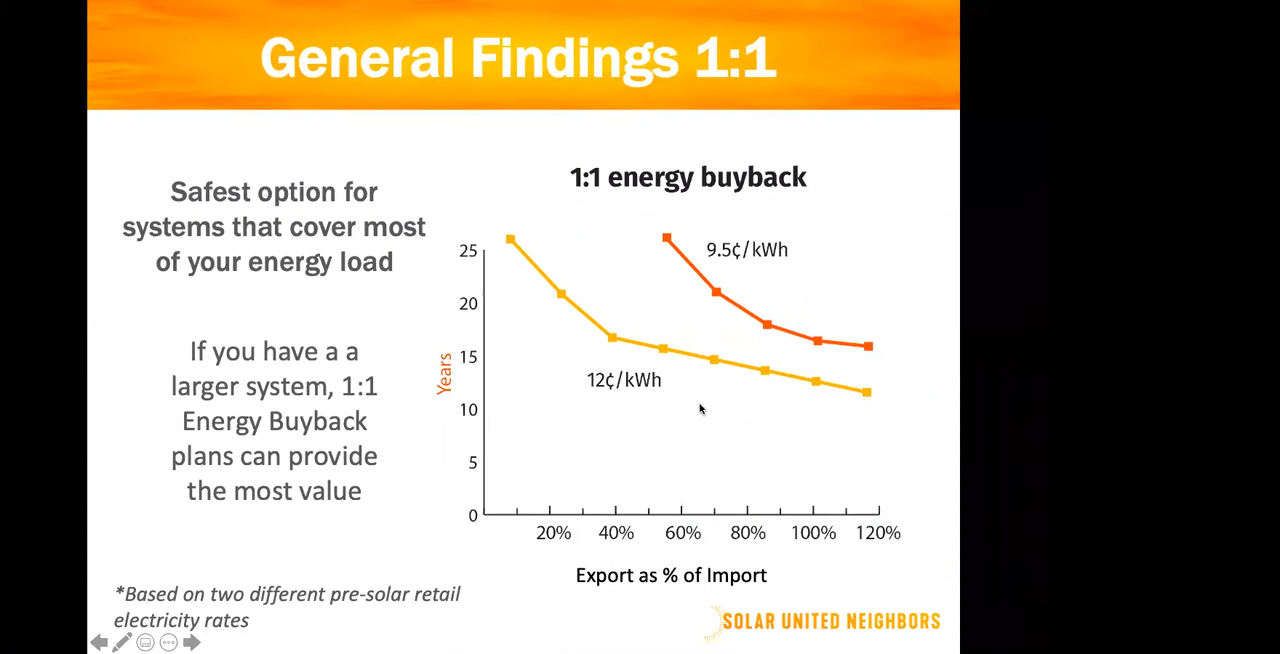 General Findings 1:1
Safest option for
systems that cover most
of your energy load
If you have a a
larger system, 1:1
Energy Buyback
plans can provide
the most value
*Based on two different pre-solar retail
electricity rates
1:1 energy buyback
25
20
15
10
5
0
Years
9.5¢/kWh
12¢/kWh
20% 40% 60% 80% 100% 120%
Export as % of Import
SOLAR UNITED NEIGHBORS